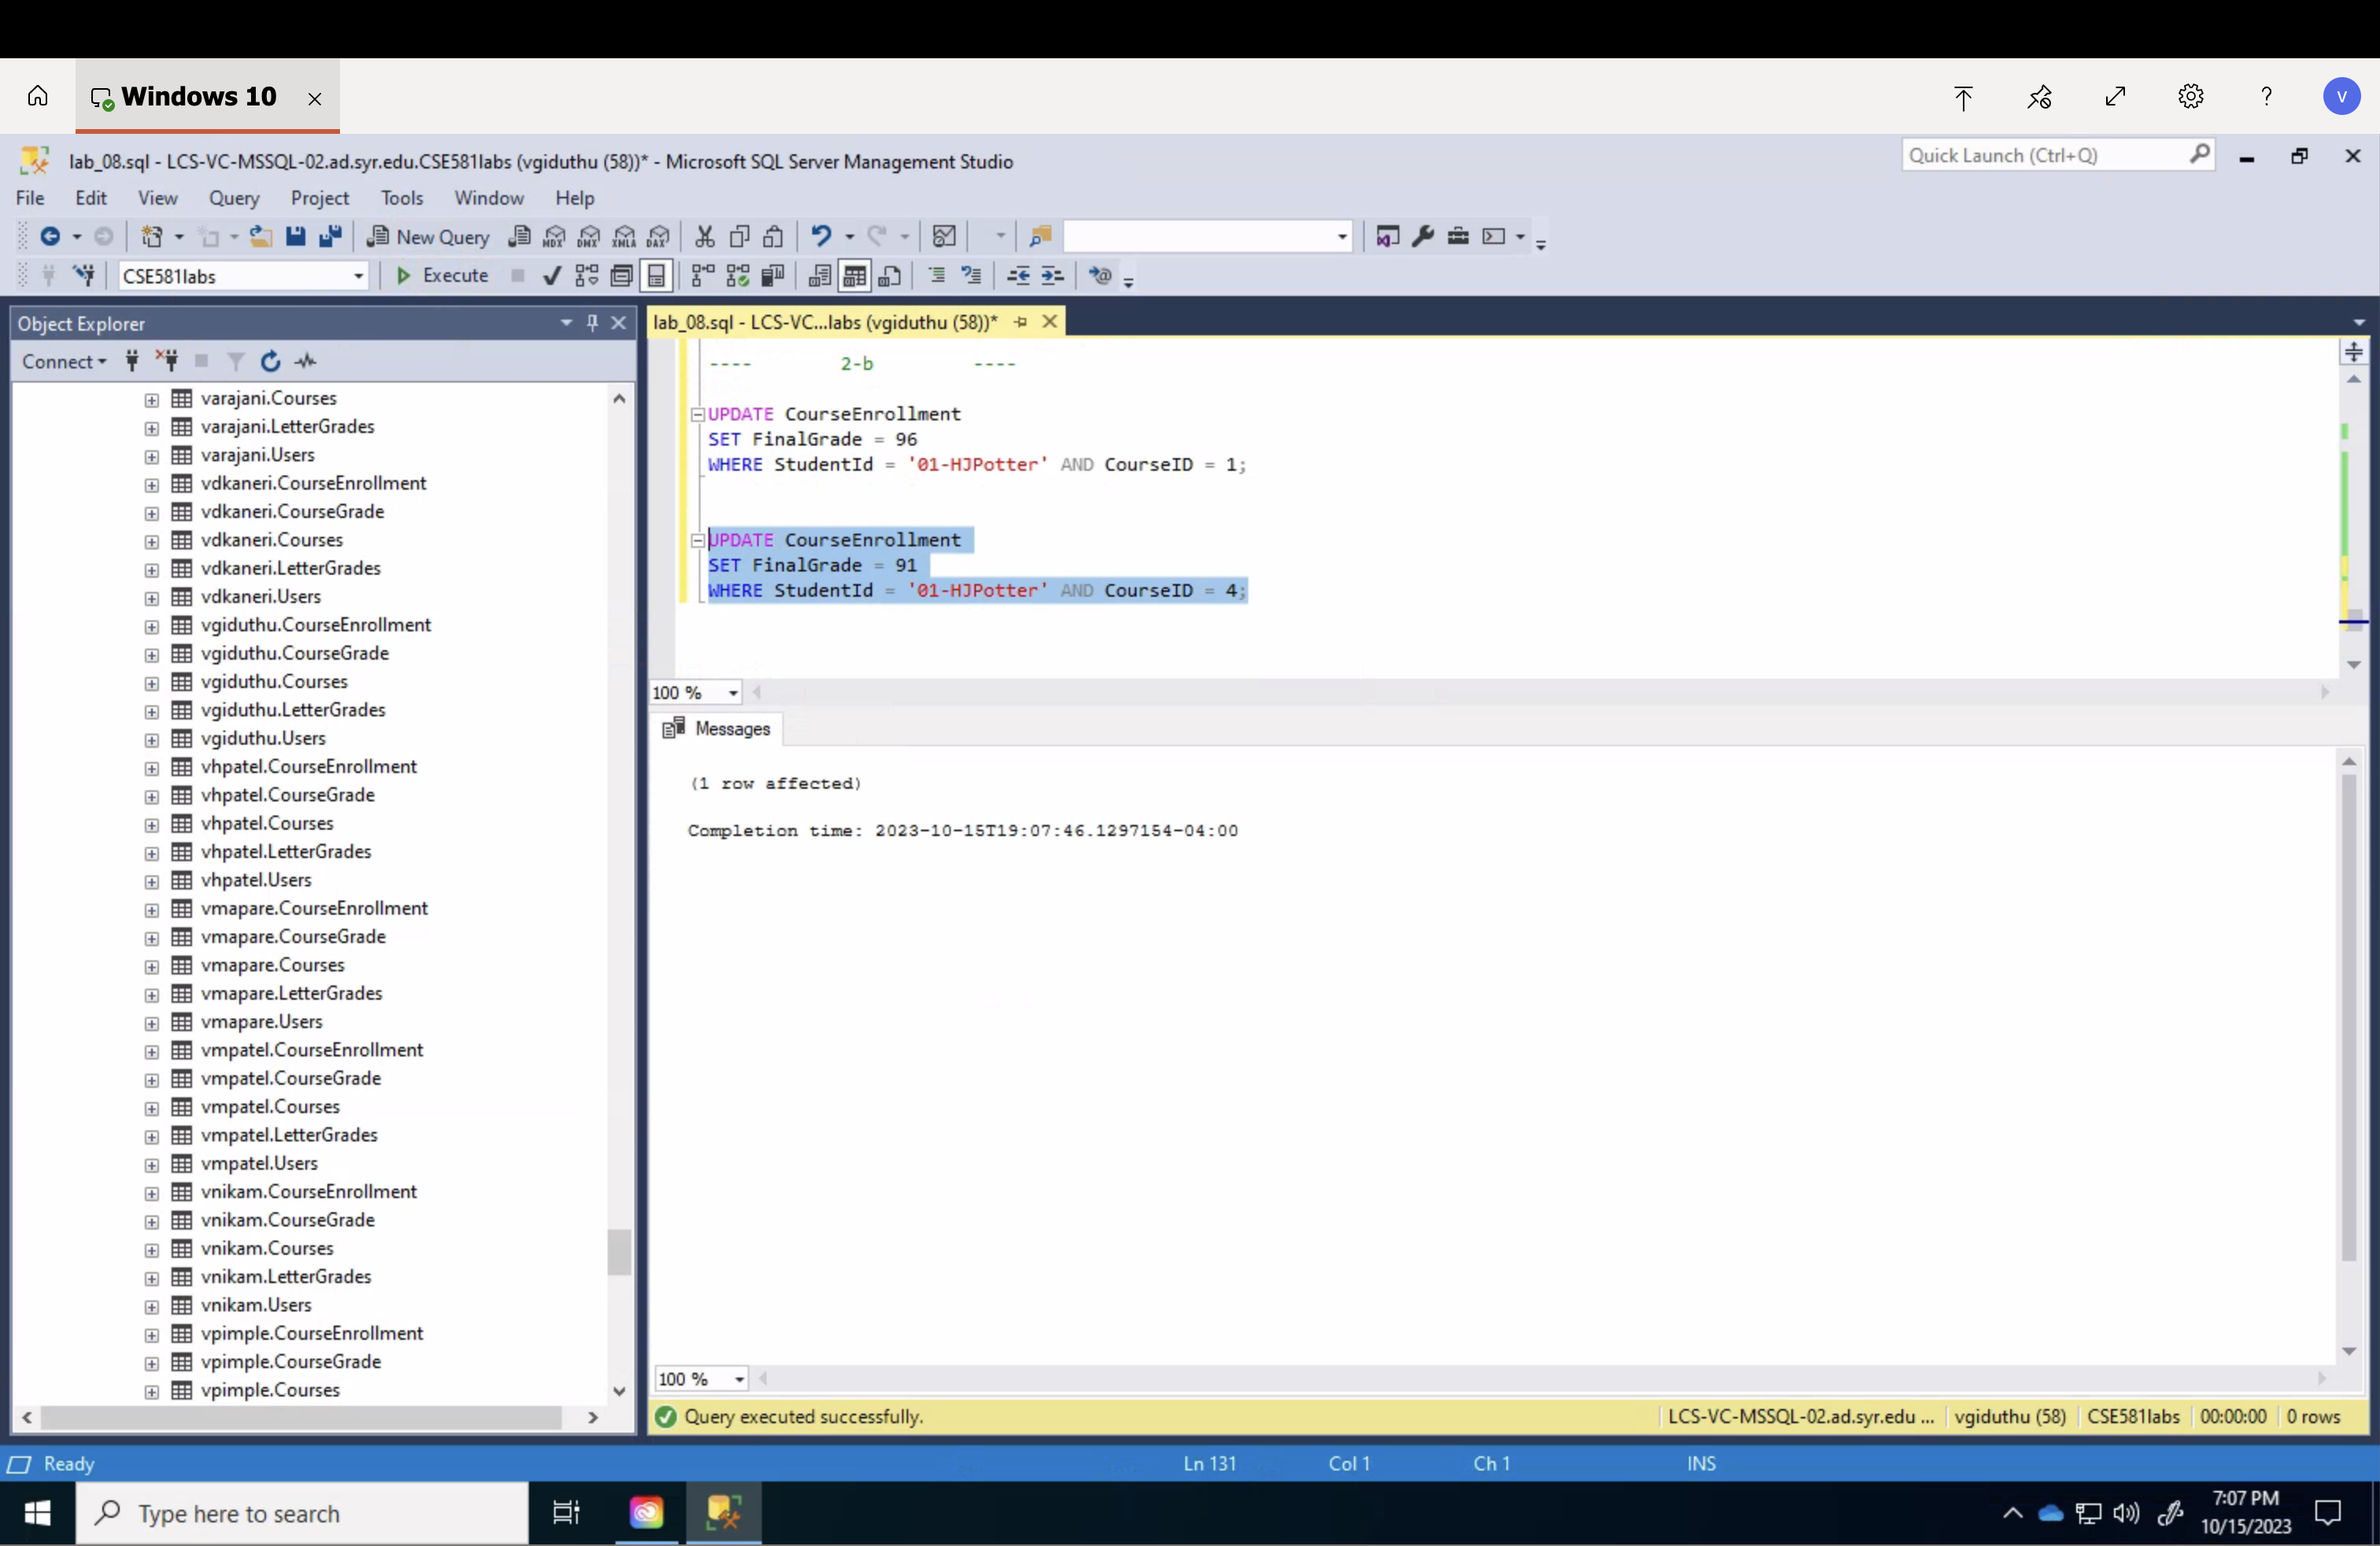 Windows 10
?
V
lab_08.sql - LCS-VC-MSSQL-02.ad.syr.edu.CSE581labs (vgiduthu (58))* - Microsoft SQL Server Management Studio
Quick Launch (Ctrl+Q)
File Edit View Query Project Tools Window Help
New Query MDX DMX XMLA DAX
CSE581labs Execute
Object Explorer
Connect
varajani.Courses
varajani.LetterGrades
varajani.Users
vdkaneri.CourseEnrollment
vdkaneri.CourseGrade
vdkaneri.Courses
vdkaneri.LetterGrades
vdkaneri.Users
vgiduthu.CourseEnrollment
vgiduthu.CourseGrade
vgiduthu.Courses
vgiduthu.LetterGrades
vgiduthu.Users
vhpatel.CourseEnrollment
vhpatel.CourseGrade
vhpatel.Courses
vhpatel.LetterGrades
vhpatel.Users
vmapare.CourseEnrollment
vmapare.CourseGrade
vmapare.Courses
vmapare.LetterGrades
vmapare.Users
vmpatel.CourseEnrollment
vmpatel.CourseGrade
vmpatel.Courses
vmpatel.LetterGrades
vmpatel.Users
vnikam.CourseEnrollment
vnikam.CourseGrade
vnikam.Courses
vnikam.LetterGrades
vnikam.Users
vpimple.CourseEnrollment
vpimple.CourseGrade
vpimple.Courses
lab_08.sql - LCS-VC...labs (vgiduthu (58))*
---- 2-b ----
UPDATE CourseEnrollment
SET FinalGrade = 96
WHERE StudentId = '01-HJPotter' AND CourseID = 1;
UPDATE CourseEnrollment
SET FinalGrade = 91
WHERE StudentId = '01-HJPotter' AND CourseID = 4;
100 %
Messages
(1 row affected)
Completion time: 2023-10-15T19:07:46.1297154-04:00
100 %
Query executed successfully. LCS-VC-MSSQL-02.ad.syr.edu ... vgiduthu (58) CSE581labs 00:00:00 0 rows
Ready Ln 131 Col 1 Ch 1 INS
Type here to search
7:07 PM
10/15/2023